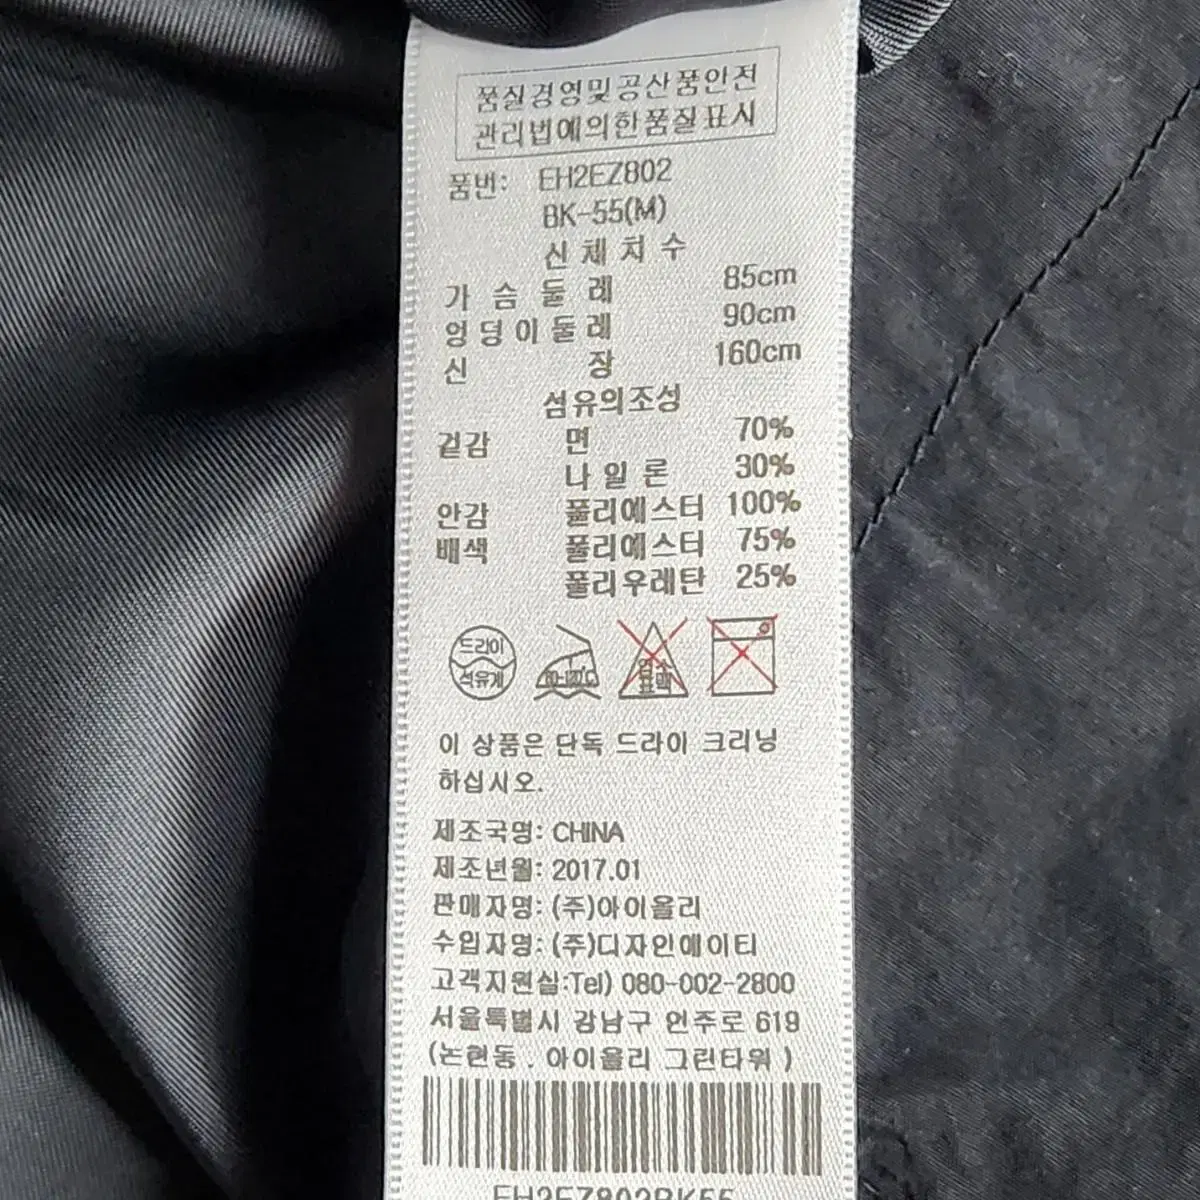 품질경영및공산품안전
관리법에의한품질표시
품번: EH2EZ802
BK-55(M)
신 체 치 수
가 슴 둘 레 85cm
엉덩이둘레 90cm
신 장 160cm
섬유의조성
겉감 면 70%
나 일 론 30%
안감 폴리에스터 100%
배색 폴리에스터 75%
폴리우레탄 25%
드라이
석유계
염소
표백
이 상품은 단독 드라이 크리닝
하십시오.
제조국명: CHINA
제조년월: 2017.01
판매자명: (주)아이올리
수입자명: (주)디자인에이티
고객지원실:Tel) 080-002-2800
서울특별시 강남구 언주로 619
(논현동 . 아이올리 그린타워 )
EH2EZ802BK55